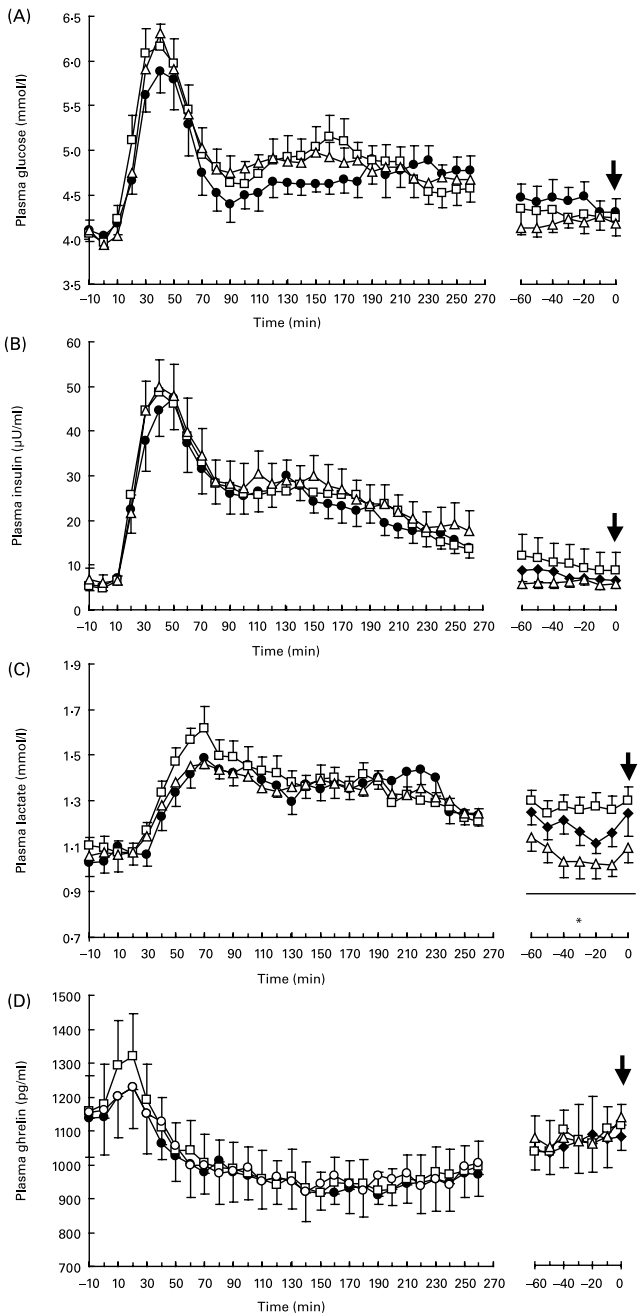 (A)
Plasma glucose (mmol/l)
6·5
6·0
5·5
5·0
4·5
4·0
3·5
−10 10 30 50 70 90 110 130 150 170 190 210 230 250 270
−60 −40 −20 0
Time (min)
(B)
Plasma insulin (µU/ml)
60
50
40
30
20
10
0
−10 10 30 50 70 90 110 130 150 170 190 210 230 250 270
−60 −40 −20 0
Time (min)
(C)
Plasma lactate (mmol/l)
1·9
1·7
1·5
1·3
1·1
0·9
0·7
*
−10 10 30 50 70 90 110 130 150 170 190 210 230 250 270
−60 −40 −20 0
Time (min)
(D)
Plasma ghrelin (pg/ml)
1500
1400
1300
1200
1100
1000
900
800
700
−10 10 30 50 70 90 110 130 150 170 190 210 230 250 270
−60 −40 −20 0
Time (min)